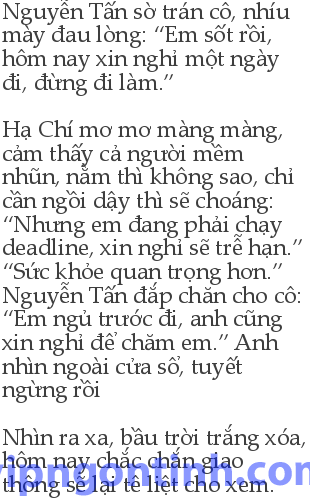 Nguyễn Tấn sờ trán cô, nhíu
mày đau lòng: “Em sốt rồi,
hôm nay xin nghỉ một ngày
đi, đừng đi làm.”
Hạ Chí mơ mơ màng màng,
cảm thấy cả người mềm
nhũn, nằm thì không sao, chỉ
cần ngồi dậy thì sẽ choáng:
“Nhưng em đang phải chạy
deadline, xin nghỉ sẽ trễ hạn.”
“Sức khỏe quan trọng hơn.”
Nguyễn Tấn đắp chăn cho cô:
“Em ngủ trước đi, anh cũng
xin nghỉ để chăm em.” Anh
nhìn ngoài cửa sổ, tuyết
ngừng rồi
Nhìn ra xa, bầu trời trắng xóa,
hôm nay chắc chắn giao
thông sẽ lại tê liệt cho xem.
vipngontinh.com